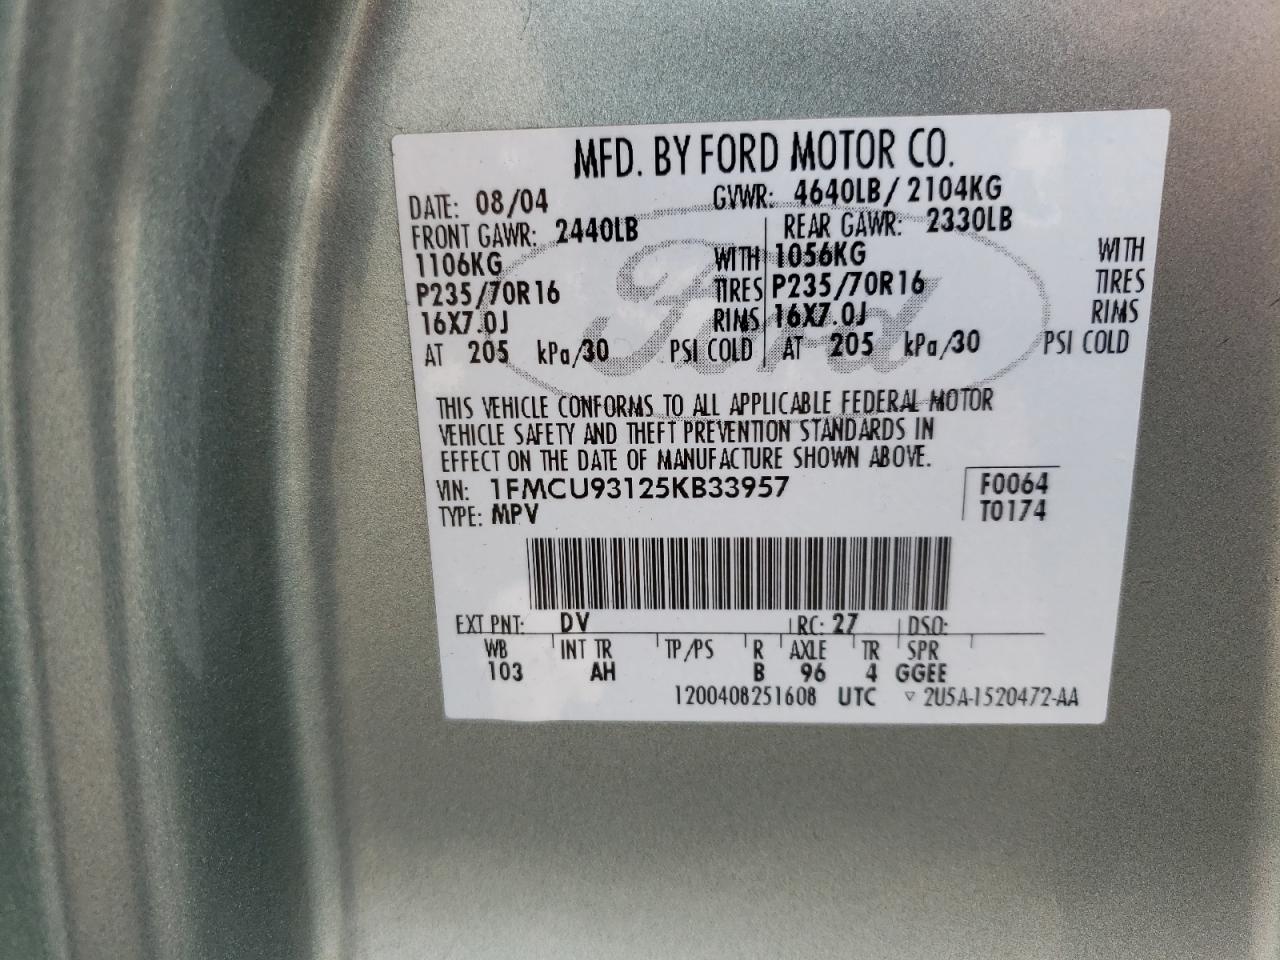 MFD. BY FORD MOTOR CO.
DATE: 08/04 GVWR: 4640LB/ 2104KG
FRONT GAWR: 2440LB REAR GAWR: 2330LB
1106KG WITH 1056KG WITH
P235/70R16 TIRES P235/70R16 TIRES
16X7.0J RIMS 16X7.0J RIMS
AT 205 kPa/30 PSI COLD AT 205 kPa/30 PSI COLD
Ford
THIS VEHICLE CONFORMS TO ALL APPLICABLE FEDERAL MOTOR
VEHICLE SAFETY AND THEFT PREVENTION STANDARDS IN
EFFECT ON THE DATE OF MANUFACTURE SHOWN ABOVE.
VIN: 1FMCU93125KB33957 F0064
TYPE: MPV T0174
EXT PNT: DV RC: 27 DSO:
WB INT TR TP/PS R AXLE TR SPR
103 AH B 96 4 GGEE
1200408251608 UTC ▿ 2U5A-1520472-AA